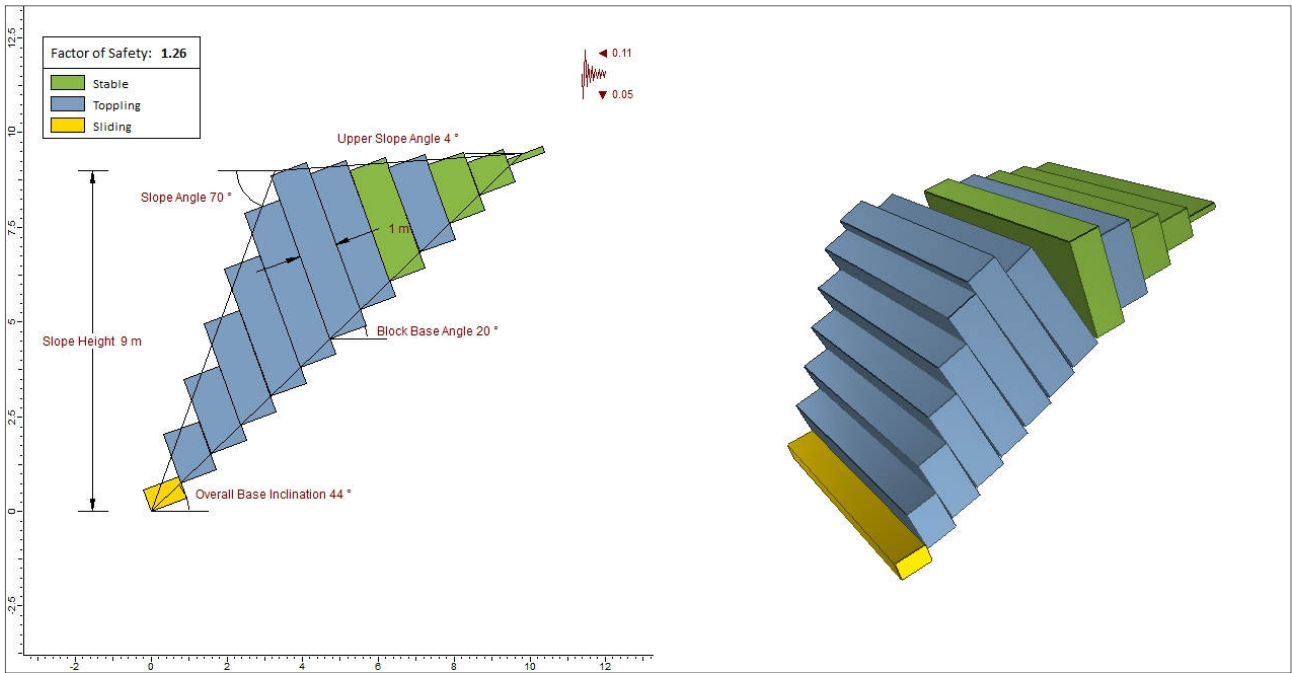 12.5
10
7.5
5
2.5
0
-2.5
Factor of Safety: 1.26
Stable
Toppling
Sliding
0.11
0.05
Upper Slope Angle 4 °
Slope Angle 70 °
1 m
Slope Height 9 m
Block Base Angle 20 °
Overall Base Inclination 44 °
-2 0 2 4 6 8 10 12